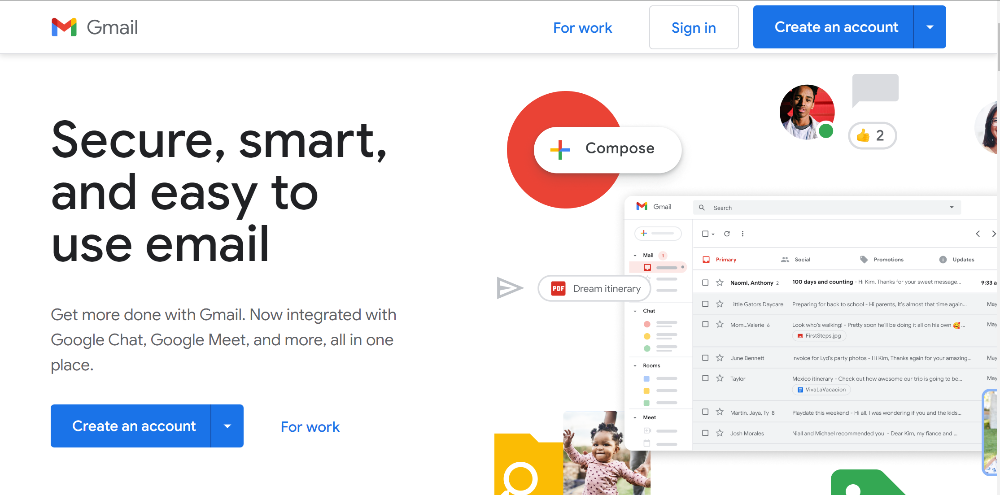 Gmail
For work
Sign in
Create an account
Secure, smart,
and easy to
use email
Get more done with Gmail. Now integrated with
Google Chat, Google Meet, and more, all in one
place.
Create an account
For work
Compose
👍 2
PDF Dream itinerary
Gmail
Search
Mail 1
Chat
Rooms
Meet
Primary
Social
Promotions
Updates
Naomi, Anthony 2 100 days and counting - Hi Kim, Thanks for your sweet message... 9:33 a
Little Gators Daycare Preparing for back to school - Hi parents, It's almost that time again... May
Mom...Valerie 6 Look who's walking! - Pretty soon he'll be doing it all on his own 🥰... May
FirstSteps.jpg
June Bennett Invoice for Lyd's party photos - Hi Kim, Thanks again for your amazing... May
Taylor Mexico itinerary - Check out how awesome our trip is going to be... May
VivaLaVacacion
Martin, Jaya, Ty 8 Playdate this weekend - Hi all, I was wondering if you and the kids...
Josh Morales Niall and Michael recommended you - Dear Kim, my fiance and ...